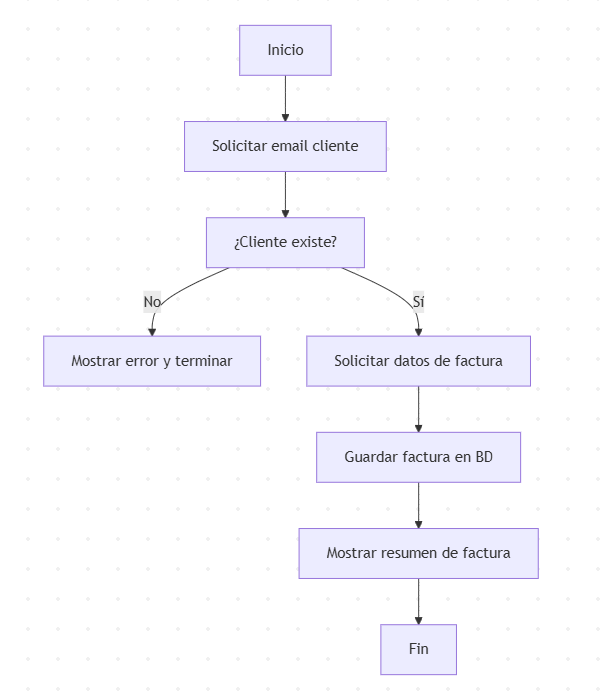 Inicio
Solicitar email cliente
¿Cliente existe?
No
Sí
Mostrar error y terminar
Solicitar datos de factura
Guardar factura en BD
Mostrar resumen de factura
Fin